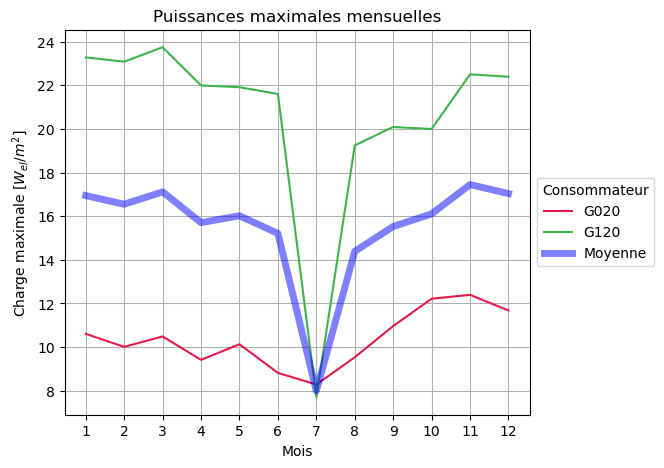 Puissances maximales mensuelles
Charge maximale [W_el/m²]
24
22
20
18
16
14
12
10
8
1 2 3 4 5 6 7 8 9 10 11 12
Mois
Consommateur
G020
G120
Moyenne